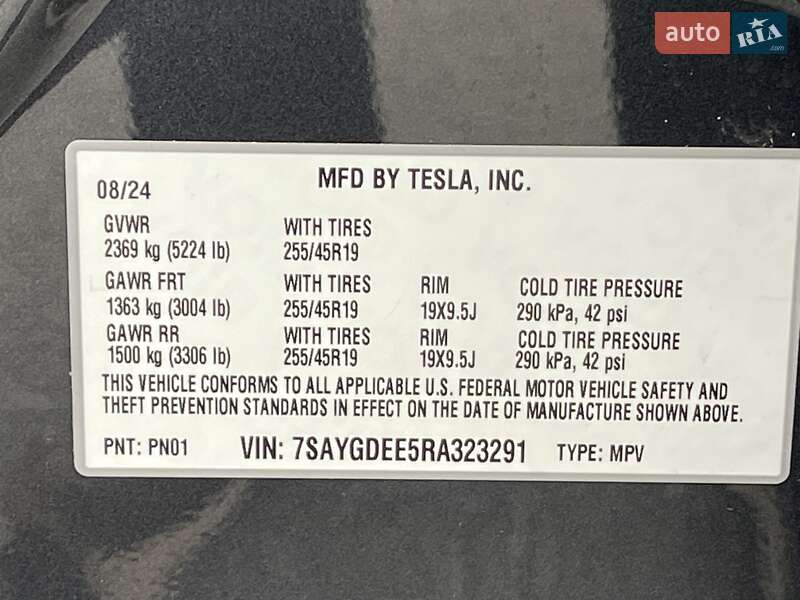 auto RIA.com
08/24 MFD BY TESLA, INC.
GVWR WITH TIRES
2369 kg (5224 lb) 255/45R19
GAWR FRT WITH TIRES RIM COLD TIRE PRESSURE
1363 kg (3004 lb) 255/45R19 19X9.5J 290 kPa, 42 psi
GAWR RR WITH TIRES RIM COLD TIRE PRESSURE
1500 kg (3306 lb) 255/45R19 19X9.5J 290 kPa, 42 psi
THIS VEHICLE CONFORMS TO ALL APPLICABLE U.S. FEDERAL MOTOR VEHICLE SAFETY AND
THEFT PREVENTION STANDARDS IN EFFECT ON THE DATE OF MANUFACTURE SHOWN ABOVE.
PNT: PN01 VIN: 7SAYGDEE5RA323291 TYPE: MPV